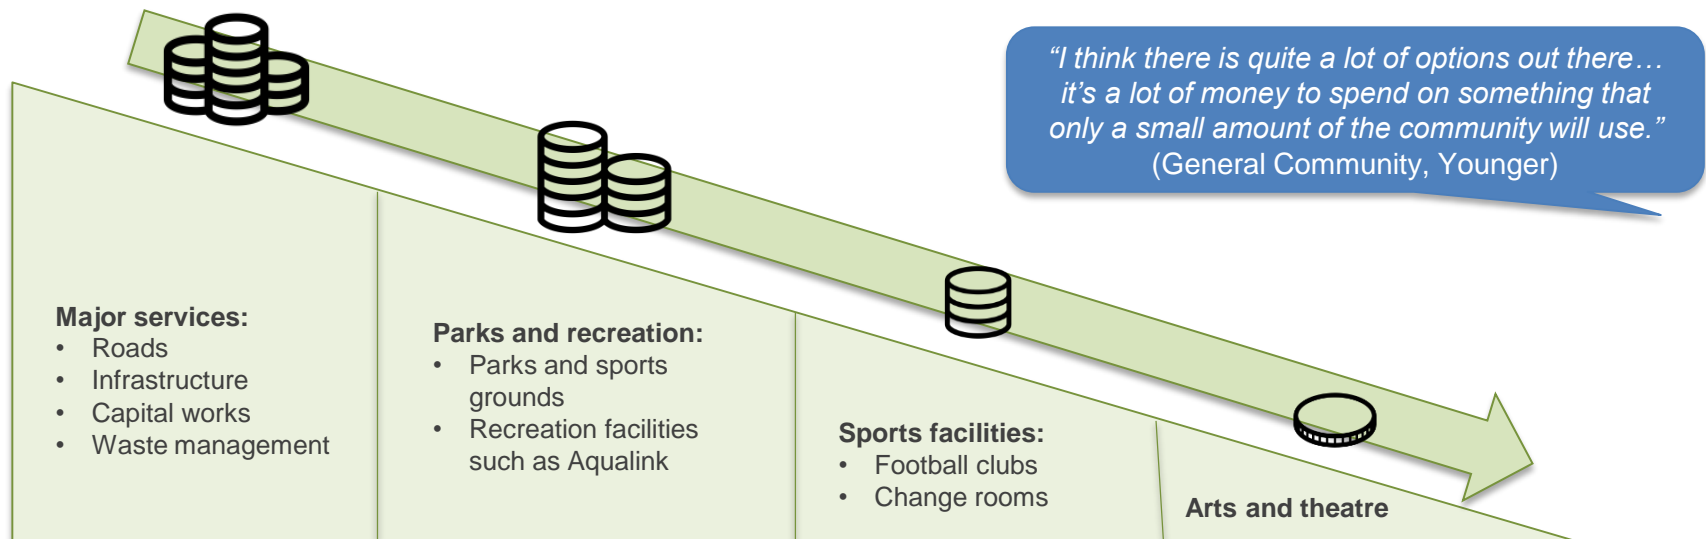 “I think there is quite a lot of options out there…
it’s a lot of money to spend on something that
only a small amount of the community will use.”
(General Community, Younger)
Major services:
• Roads
• Infrastructure
• Capital works
• Waste management
Parks and recreation:
• Parks and sports
grounds
• Recreation facilities
such as Aqualink
Sports facilities:
• Football clubs
• Change rooms
Arts and theatre